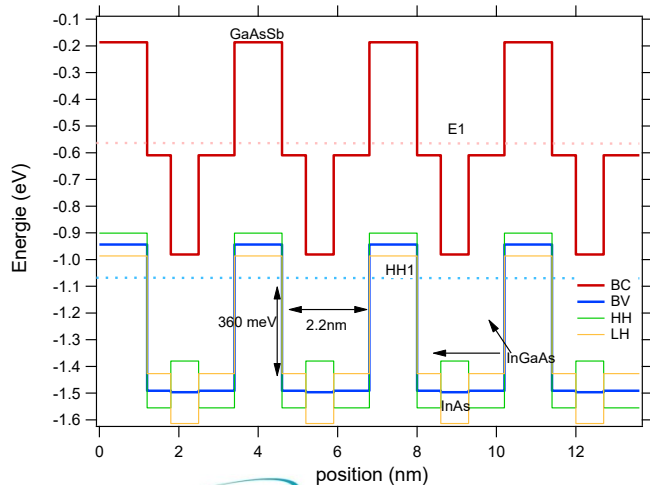 -0.1
GaAsSb
-0.2
-0.3
-0.4
-0.5
E1
-0.6
-0.7
-0.8
-0.9
-1.0
HH1
-1.1
-1.2
-1.3
-1.4
-1.5
-1.6
Energie (eV)
BC
BV
HH
LH
360 meV
2.2nm
InGaAs
InAs
0
2
4
6
8
10
12
position (nm)